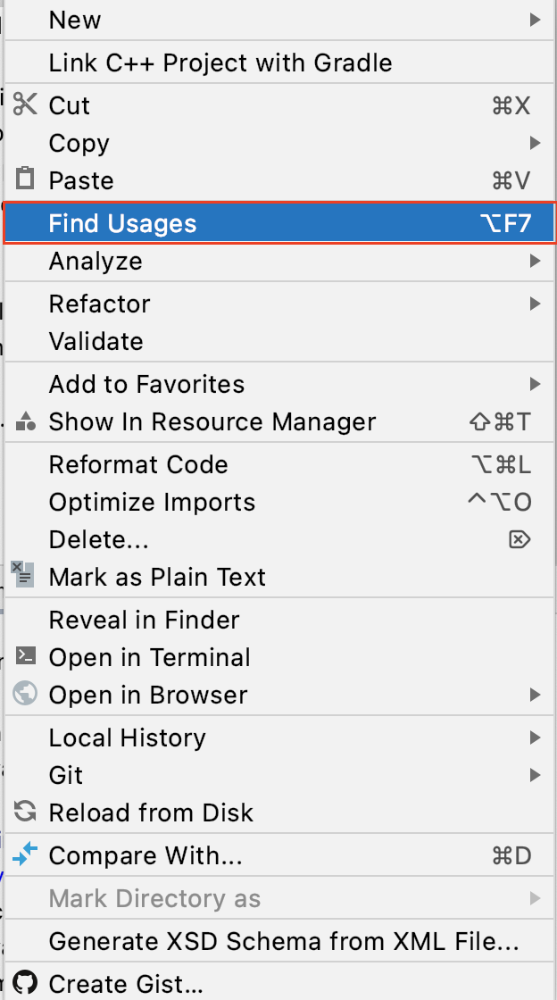 New
Link C++ Project with Gradle
Cut ⌘X
Copy
Paste ⌘V
Find Usages ⌥F7
Analyze
Refactor
Validate
Add to Favorites
Show In Resource Manager ⇧⌘T
Reformat Code ⌥⌘L
Optimize Imports ^⌥O
Delete... ⌦
Mark as Plain Text
Reveal in Finder
Open in Terminal
Open in Browser
Local History
Git
Reload from Disk
Compare With... ⌘D
Mark Directory as
Generate XSD Schema from XML File...
Create Gist...